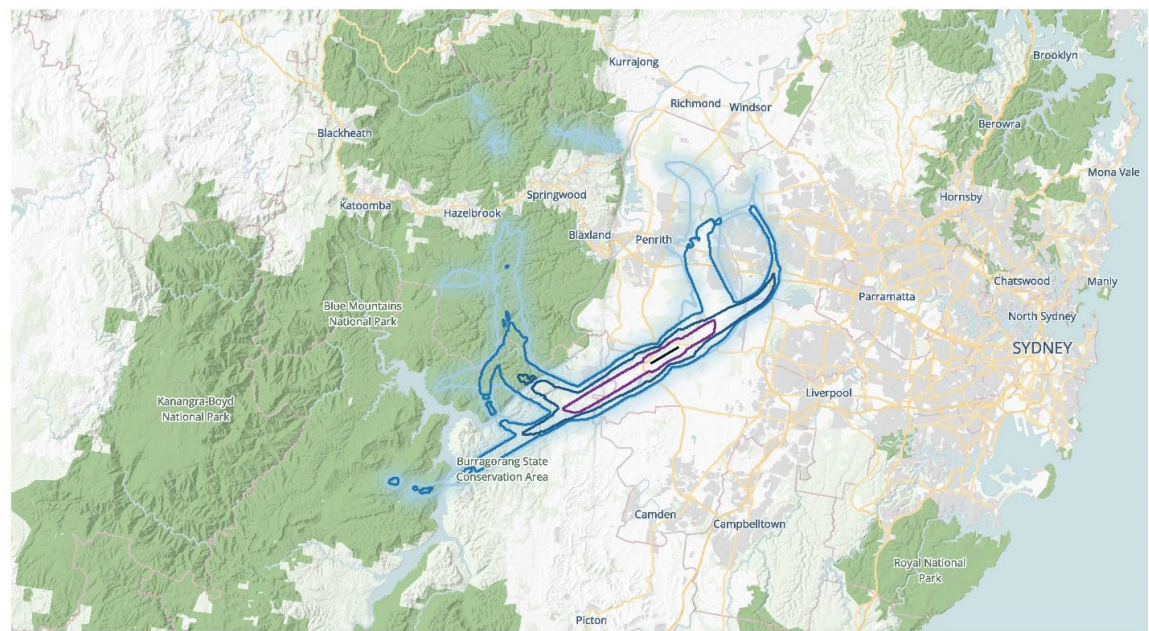 Brooklyn
Kurrajong
Richmond
Windsor
Berowra
Blackheath
Mona Vale
Springwood
Katoomba
Hazelbrook
Hornsby
Blaxland
Penrith
Chatswood
Manly
Parramatta
Blue Mountains
National Park
North Sydney
SYDNEY
Liverpool
Kanangra-Boyd
National Park
Burragorang State
Conservation Area
Camden
Campbelltown
Royal National
Park
Picton